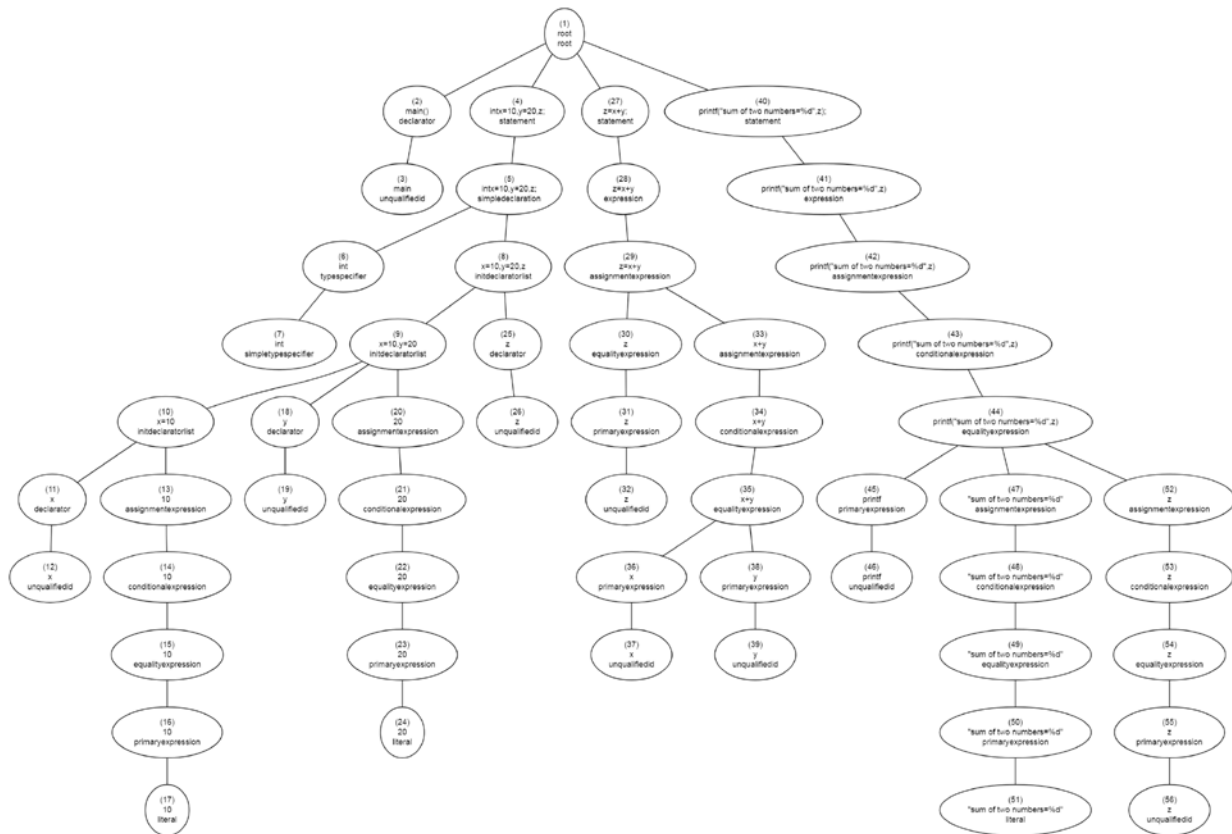 (1)
root
root
(2)
main()
declarator
(4)
intx=10,y=20,z;
statement
(27)
z=x+y;
statement
(40)
printf("sum of two numbers=%d",z);
statement
(3)
main
unqualifiedid
(5)
intx=10,y=20,z;
simpledeclaration
(28)
z=x+y
expression
(41)
printf("sum of two numbers=%d",z)
expression
(6)
int
typespecifier
(8)
x=10,y=20,z
initdeclaratorlist
(29)
z=x+y
assignmentexpression
(42)
printf("sum of two numbers=%d",z)
assignmentexpression
(7)
int
simpletypespecifier
(9)
x=10,y=20
initdeclaratorlist
(25)
z
declarator
(30)
z
equalityexpression
(33)
x+y
assignmentexpression
(43)
printf("sum of two numbers=%d",z)
conditionalexpression
(10)
x=10
initdeclaratorlist
(18)
y
declarator
(20)
20
assignmentexpression
(26)
z
unqualifiedid
(31)
z
primaryexpression
(34)
x+y
conditionalexpression
(44)
printf("sum of two numbers=%d",z)
equalityexpression
(11)
x
declarator
(13)
10
assignmentexpression
(19)
y
unqualifiedid
(21)
20
conditionalexpression
(32)
z
unqualifiedid
(35)
x+y
equalityexpression
(45)
printf
primaryexpression
(47)
"sum of two numbers=%d"
assignmentexpression
(52)
z
assignmentexpression
(12)
x
unqualifiedid
(14)
10
conditionalexpression
(22)
20
equalityexpression
(36)
x
primaryexpression
(38)
y
primaryexpression
(46)
printf
unqualifiedid
(48)
"sum of two numbers=%d"
conditionalexpression
(53)
z
conditionalexpression
(15)
10
equalityexpression
(23)
20
primaryexpression
(37)
x
unqualifiedid
(39)
y
unqualifiedid
(49)
"sum of two numbers=%d"
equalityexpression
(54)
z
equalityexpression
(16)
10
primaryexpression
(24)
20
literal
(50)
"sum of two numbers=%d"
primaryexpression
(55)
z
primaryexpression
(17)
10
literal
(51)
"sum of two numbers=%d"
literal
(56)
z
unqualifiedid